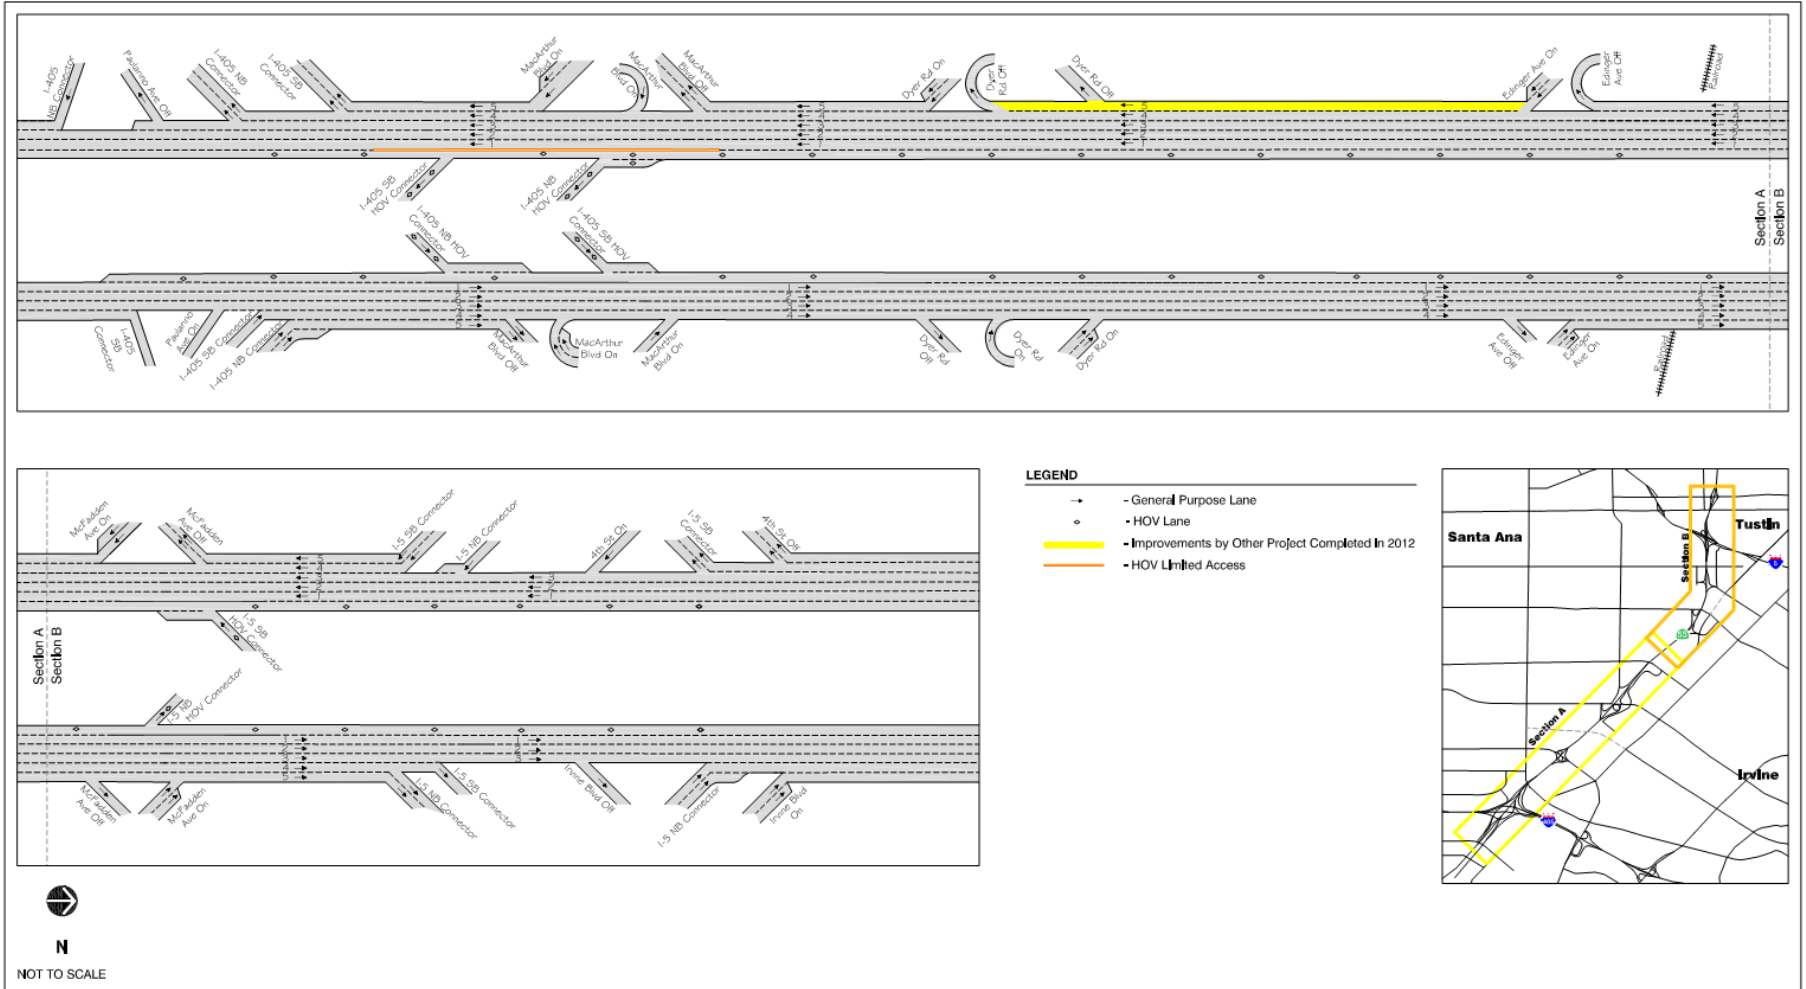 I-405
NB Connector
Paularino
Ave Off
I-405 NB
Connector
I-405 SB
Connector
MacArthur
Blvd On
MacArthur
Blvd On
MacArthur
Blvd Off
Dyer Rd On
Dyer
Rd Off
Dyer Rd Off
Edinger Ave On
Edinger
Ave Off
Railroad
I-405 SB
HOV Connector
I-405 NB
HOV Connector
Section A
Section B
I-405 NB HOV
Connector
I-405 SB HOV
Connector
I-405
SB
Connector
Paularino
Ave On
I-405 SB Connector
I-405 NB Connector
MacArthur
Blvd Off
MacArthur
Blvd On
MacArthur
Blvd On
Dyer Rd
Off
Dyer Rd
On
Dyer Rd On
Edinger
Ave Off
Edinger
Ave On
Railroad
McFadden
Ave On
McFadden
Ave Off
I-5 SB Connector
I-5 NB Connector
4th St On
I-5 SB
Connector
4th St Off
I-5 SB
HOV Connector
Section A
Section B
I-5 NB
HOV Connector
McFadden
Ave Off
McFadden
Ave On
I-5 NB Connector
I-5 SB Connector
Irvine Blvd Off
I-5 NB Connector
Irvine Blvd
On
LEGEND
- General Purpose Lane
- HOV Lane
- Improvements by Other Project Completed in 2012
- HOV Limited Access
Santa Ana
Tustin
Section B
5
55
Section A
Irvine
405
N
NOT TO SCALE